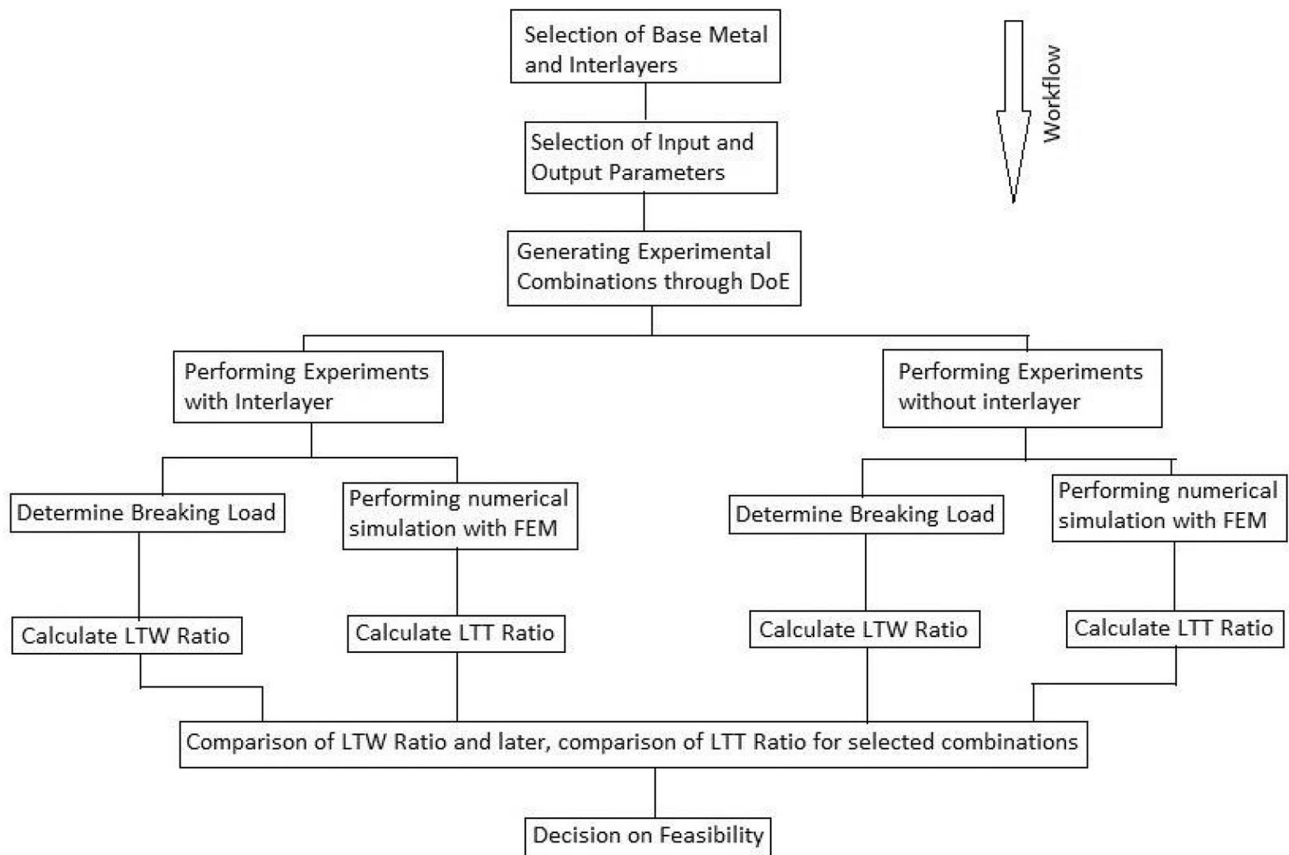 Selection of Base Metal
and Interlayers
Workflow
Selection of Input and
Output Parameters
Generating Experimental
Combinations through DoE
Performing Experiments
with Interlayer
Performing Experiments
without interlayer
Determine Breaking Load
Performing numerical
simulation with FEM
Determine Breaking Load
Performing numerical
simulation with FEM
Calculate LTW Ratio
Calculate LTT Ratio
Calculate LTW Ratio
Calculate LTT Ratio
Comparison of LTW Ratio and later, comparison of LTT Ratio for selected combinations
Decision on Feasibility